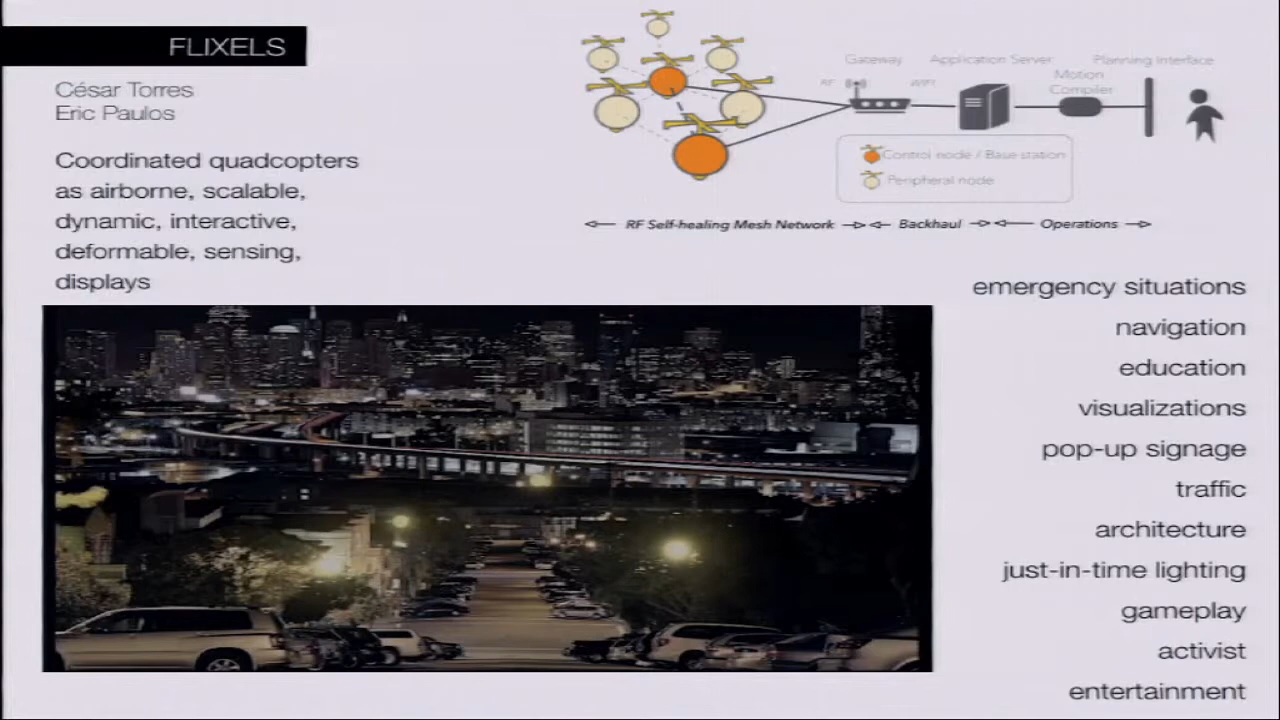 FLIXELS
César Torres
Eric Paulos
Coordinated quadcopters
as airborne, scalable,
dynamic, interactive,
deformable, sensing,
displays
Gateway
Application Server
Planning Interface
Motion
Compiler
RF
WIFI
Control node / Base station
Peripheral node
RF Self-healing Mesh Network
Backhaul
Operations
emergency situations
navigation
education
visualizations
pop-up signage
traffic
architecture
just-in-time lighting
gameplay
activist
entertainment